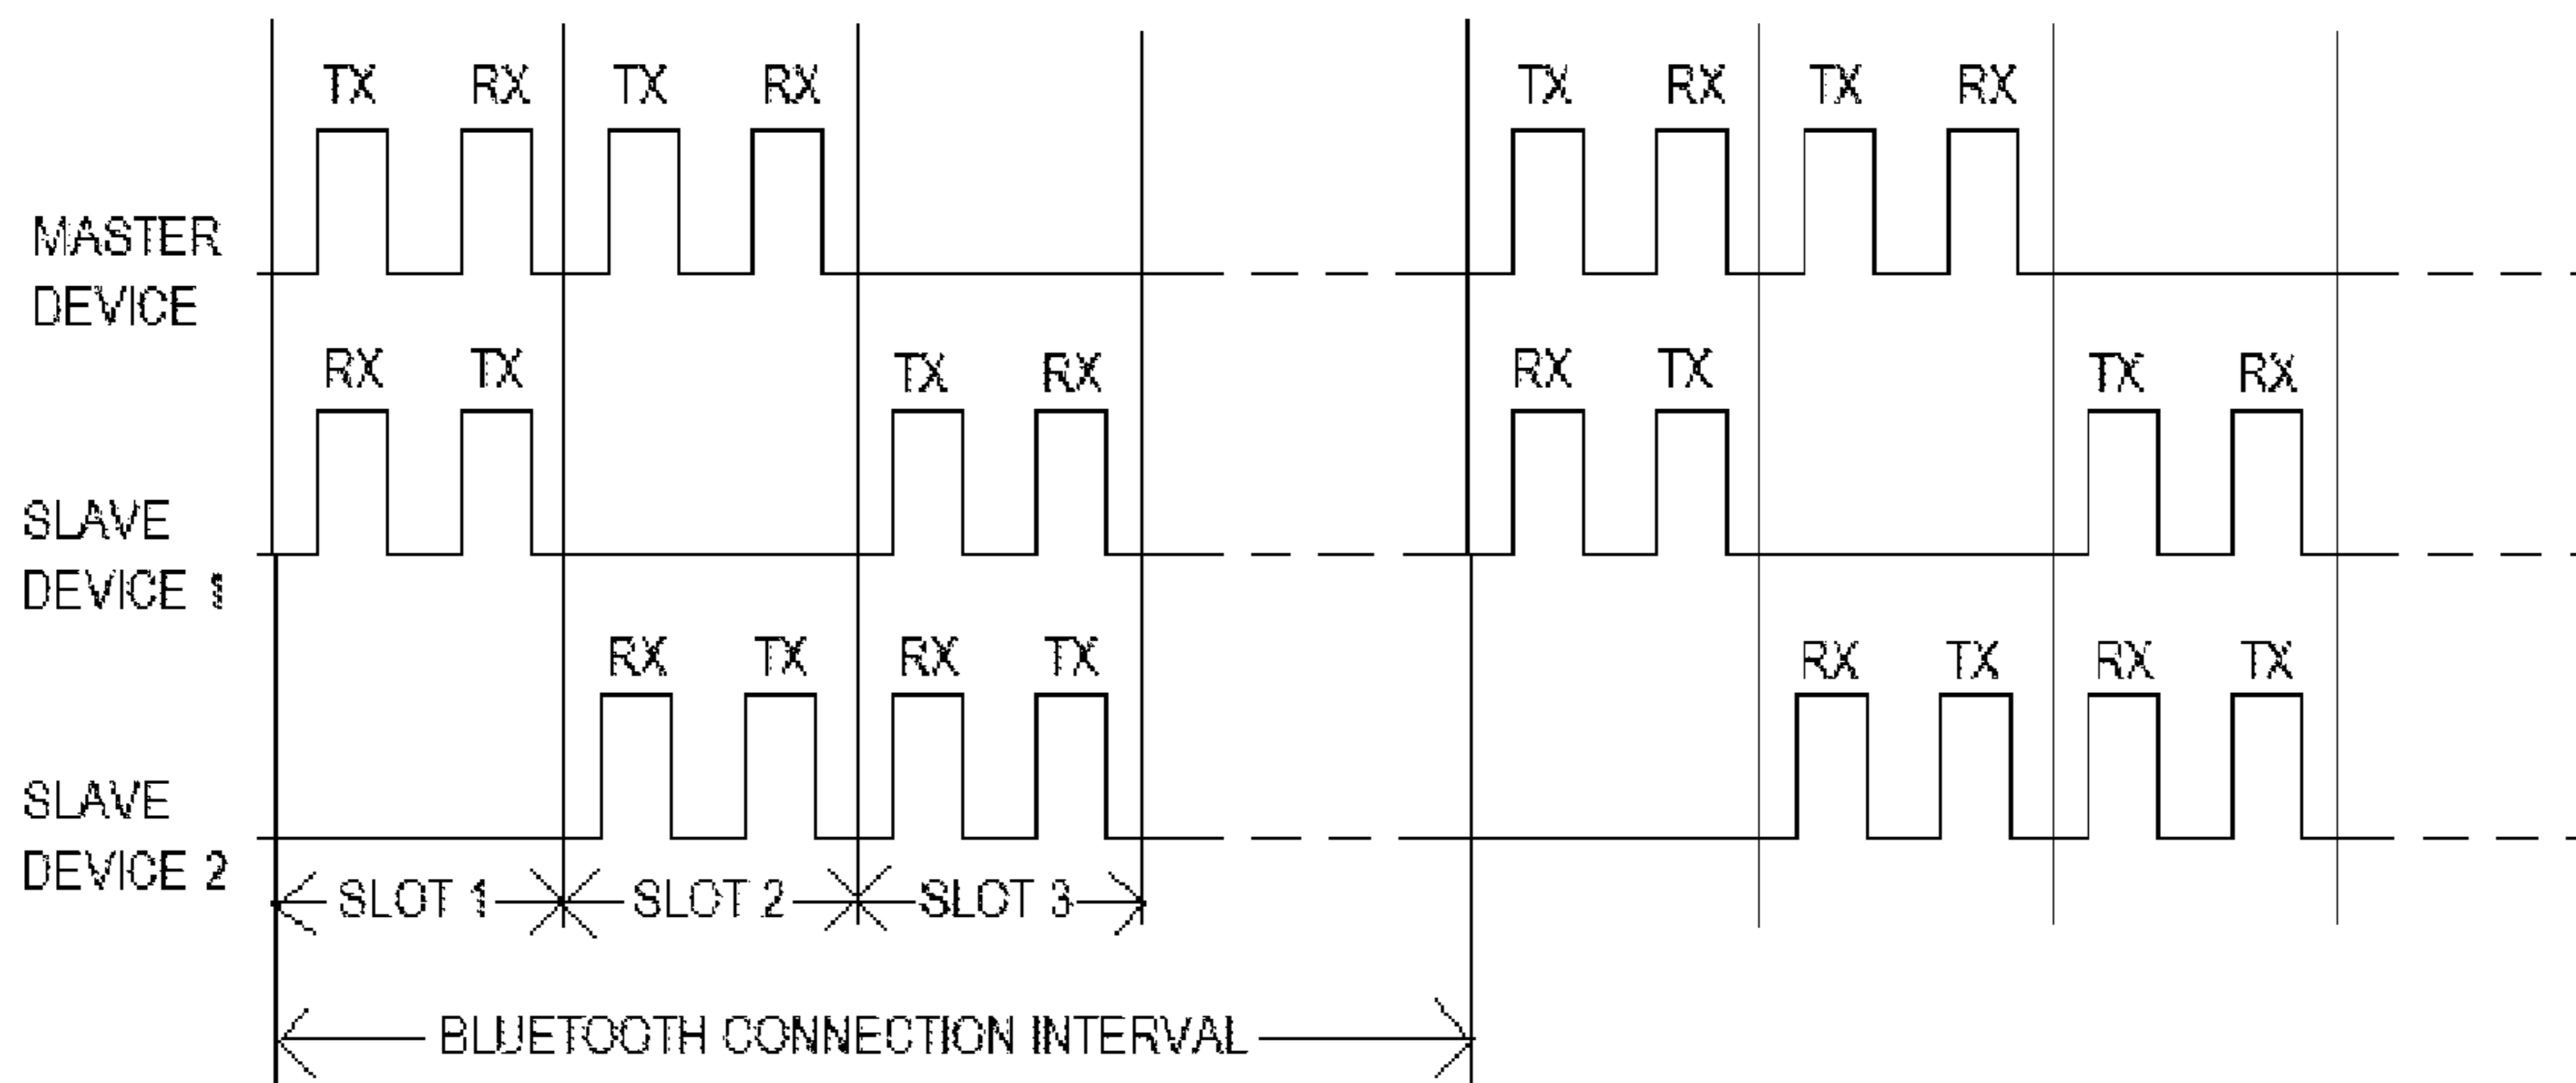 TX RX TX RX TX RX TX RX
MASTER
DEVICE
RX TX TX RX RX TX TX RX
SLAVE
DEVICE 1
RX TX RX TX RX TX RX TX
SLAVE
DEVICE 2
SLOT 1 SLOT 2 SLOT 3
BLUETOOTH CONNECTION INTERVAL